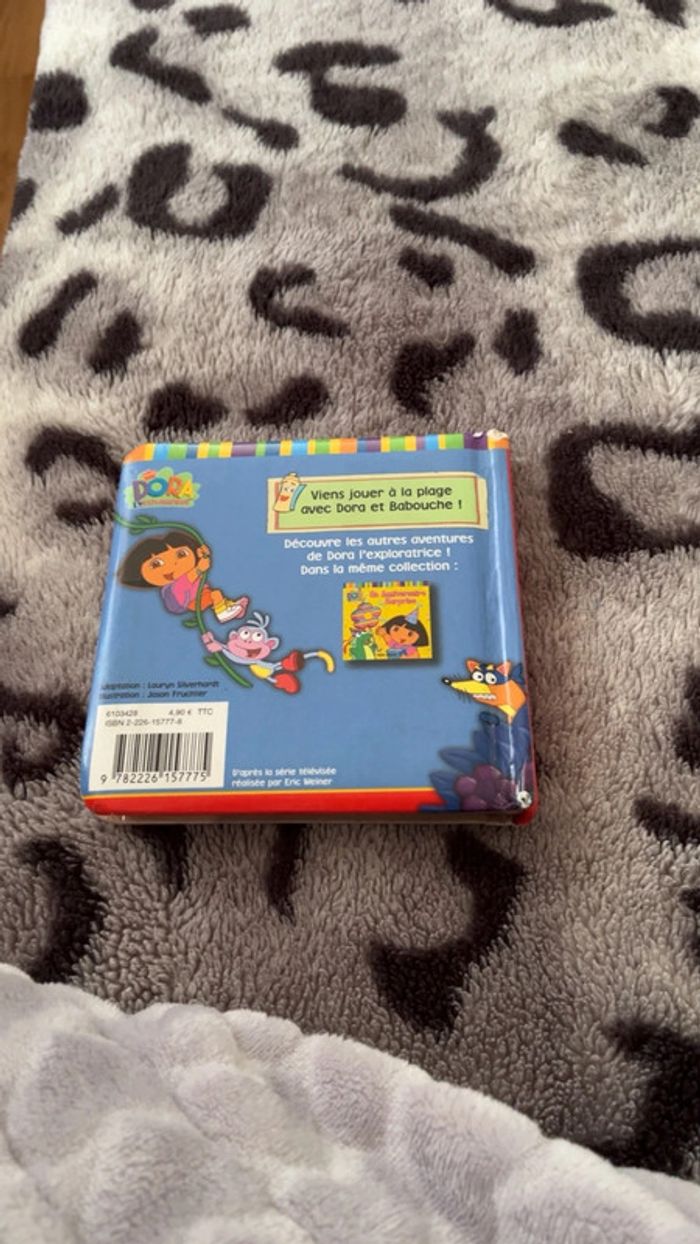 DORA
Viens jouer à la plage
avec Dora et Babouche !
Découvre les autres aventures
de Dora l'exploratrice !
Dans la même collection :
Un Anniversaire
Surprise
Adaptation : Lauryn Silverhardt
Illustration : Jason Fruchter
6103428 4,90 € TTC
ISBN 2-226-15777-8
9 782226 157775
D'après la série télévisée
réalisée par Eric Weiner